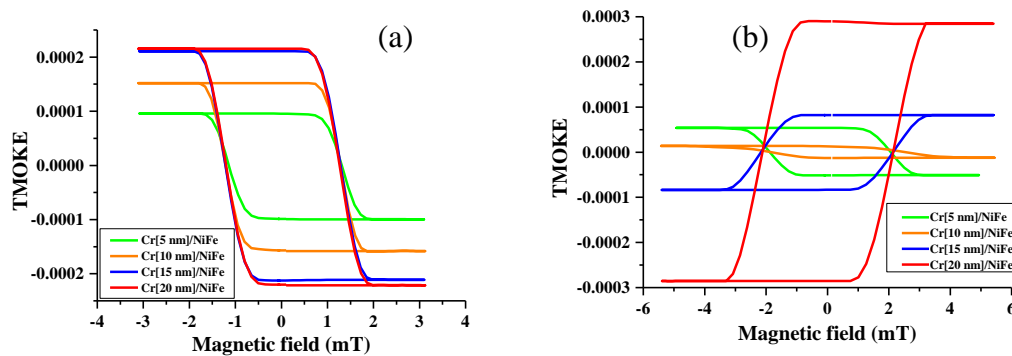 (a)
TMOKE
0.0002
0.0001
0.0000
-0.0001
-0.0002
Cr[5 nm]/NiFe
Cr[10 nm]/NiFe
Cr[15 nm]/NiFe
Cr[20 nm]/NiFe
-4 -3 -2 -1 0 1 2 3 4
Magnetic field (mT)
(b)
TMOKE
0.0003
0.0002
0.0001
0.0000
-0.0001
-0.0002
-0.0003
Cr[5 nm]/NiFe
Cr[10 nm]/NiFe
Cr[15 nm]/NiFe
Cr[20 nm]/NiFe
-6 -4 -2 0 2 4 6
Magnetic field (mT)